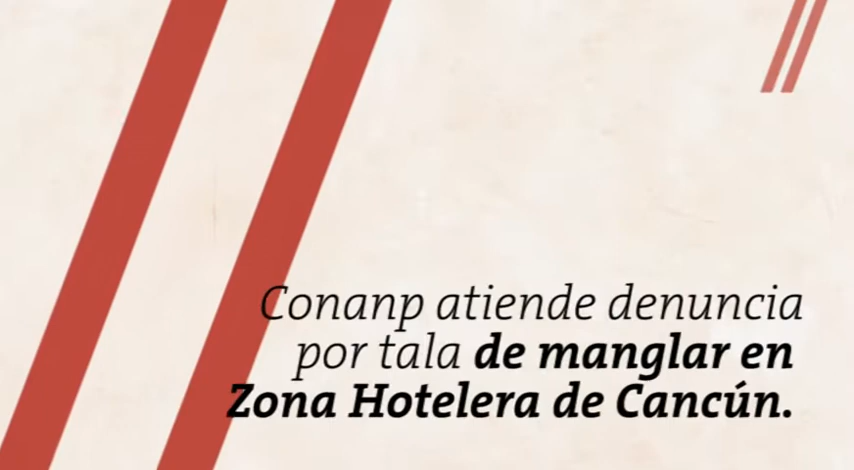 Conanp atiende denuncia
por tala de manglar en
Zona Hotelera de Cancún.